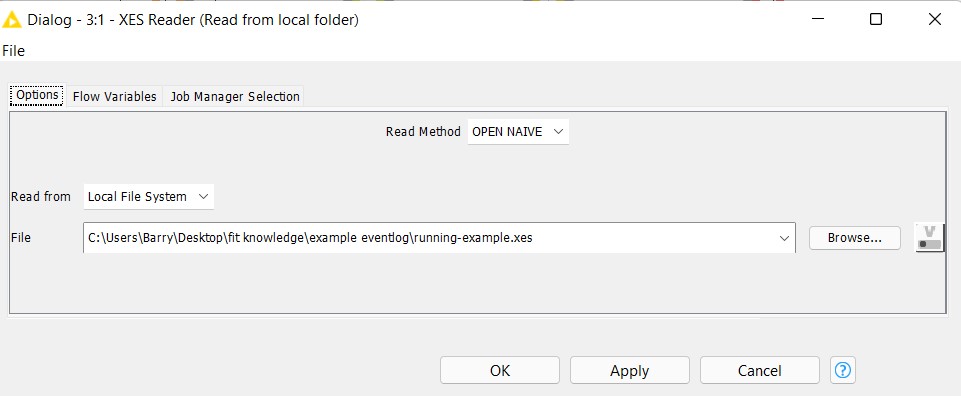 Dialog - 3:1 - XES Reader (Read from local folder)
File
Options Flow Variables Job Manager Selection
Read Method OPEN NAIVE
Read from Local File System
File C:\Users\Barry\Desktop\fit knowledge\example eventlog\running-example.xes Browse... V
OK Apply Cancel ?